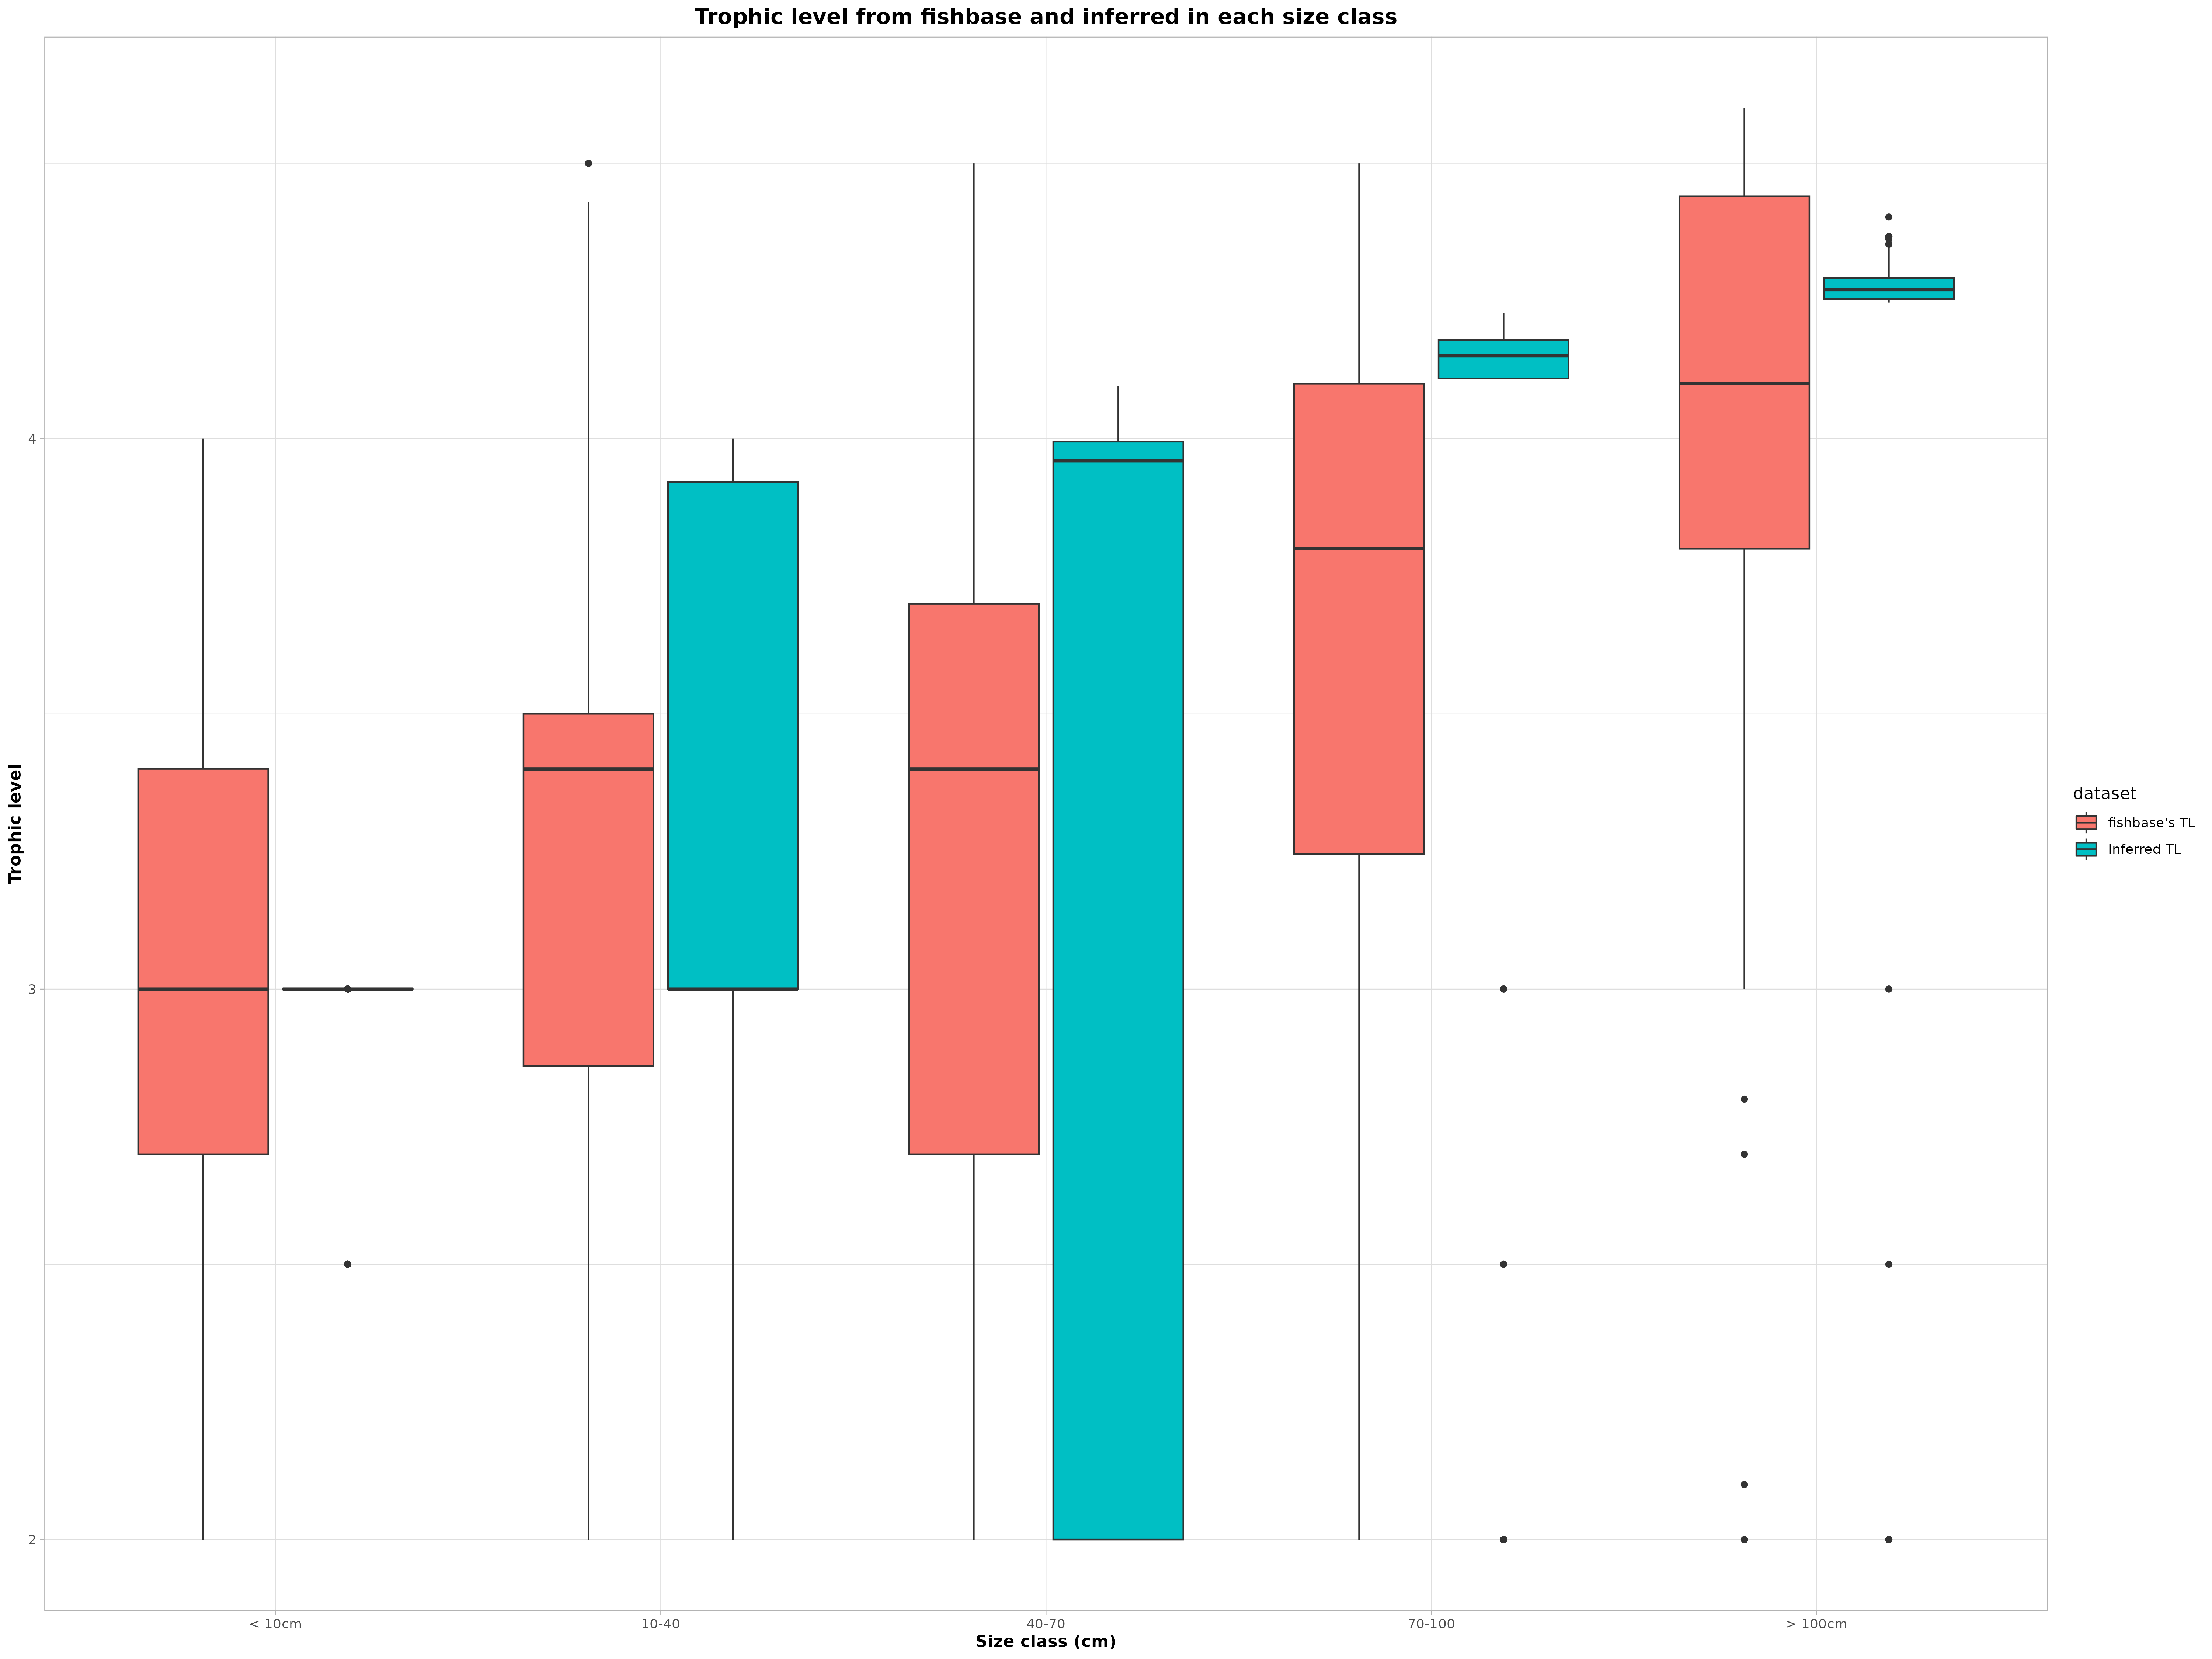 Trophic level from fishbase and inferred in each size class
Trophic level
4
3
2
< 10cm
10-40
40-70
70-100
> 100cm
Size class (cm)
dataset
fishbase's TL
Inferred TL